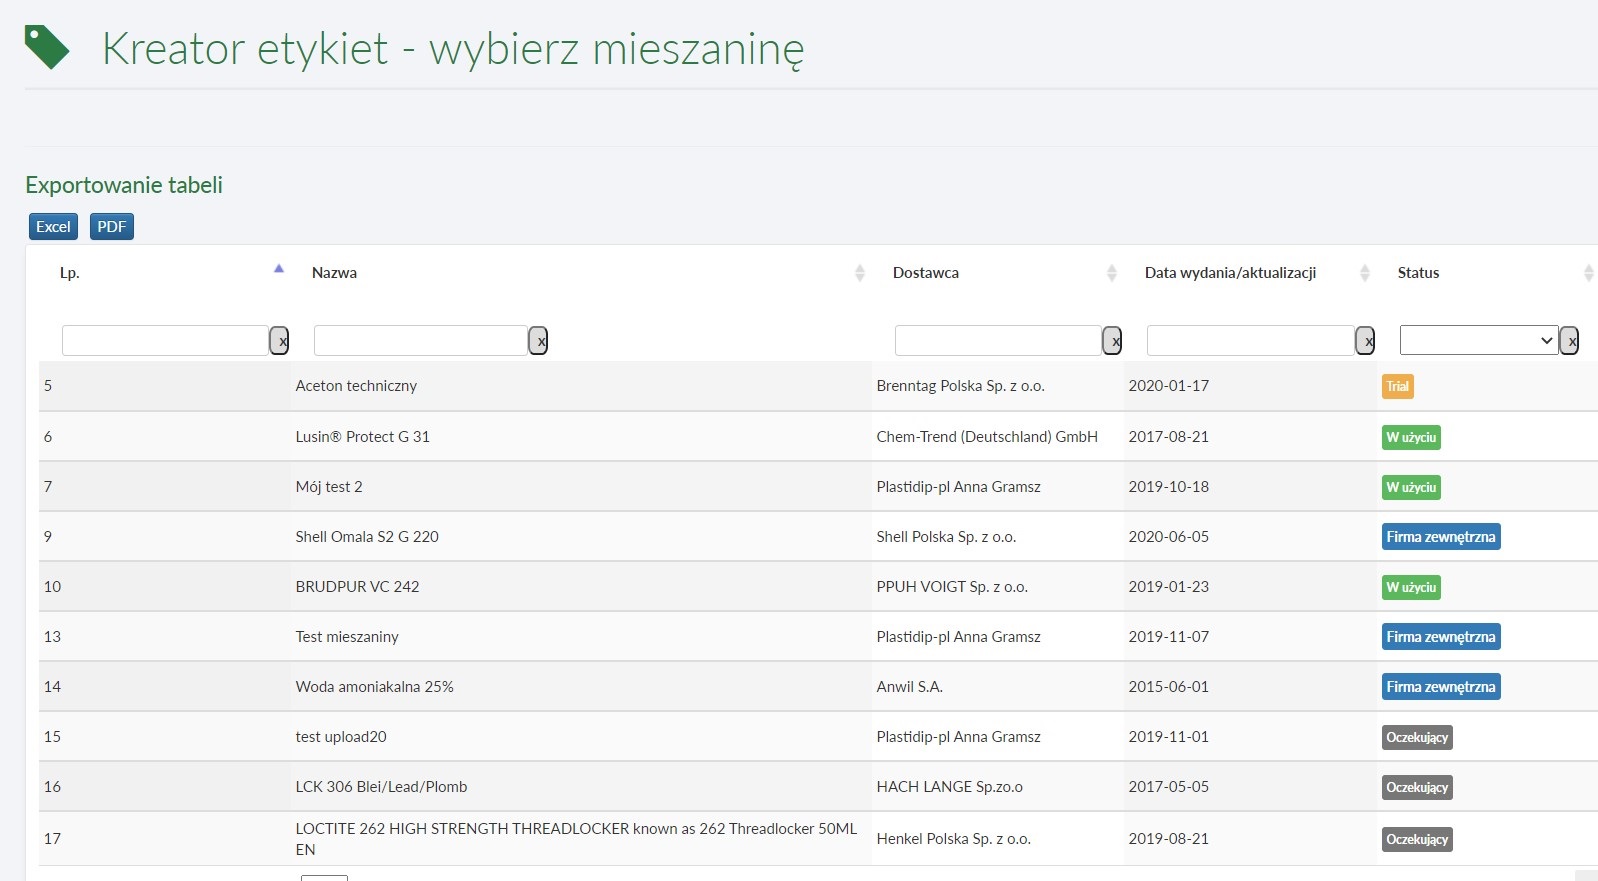 Kreator etykiet - wybierz mieszaninę
Exportowanie tabeli
Excel PDF
Lp. Nazwa Dostawca Data wydania/aktualizacji Status
x x x x x
5 Aceton techniczny Brenntag Polska Sp. z o.o. 2020-01-17 Trial
6 Lusin® Protect G 31 Chem-Trend (Deutschland) GmbH 2017-08-21 W użyciu
7 Mój test 2 Plastidip-pl Anna Gramsz 2019-10-18 W użyciu
9 Shell Omala S2 G 220 Shell Polska Sp. z o.o. 2020-06-05 Firma zewnętrzna
10 BRUDPUR VC 242 PPUH VOIGT Sp. z o.o. 2019-01-23 W użyciu
13 Test mieszaniny Plastidip-pl Anna Gramsz 2019-11-07 Firma zewnętrzna
14 Woda amoniakalna 25% Anwil S.A. 2015-06-01 Firma zewnętrzna
15 test upload20 Plastidip-pl Anna Gramsz 2019-11-01 Oczekujący
16 LCK 306 Blei/Lead/Plomb HACH LANGE Sp.zo.o 2017-05-05 Oczekujący
17 LOCTITE 262 HIGH STRENGTH THREADLOCKER known as 262 Threadlocker 50ML
EN Henkel Polska Sp. z o.o. 2019-08-21 Oczekujący